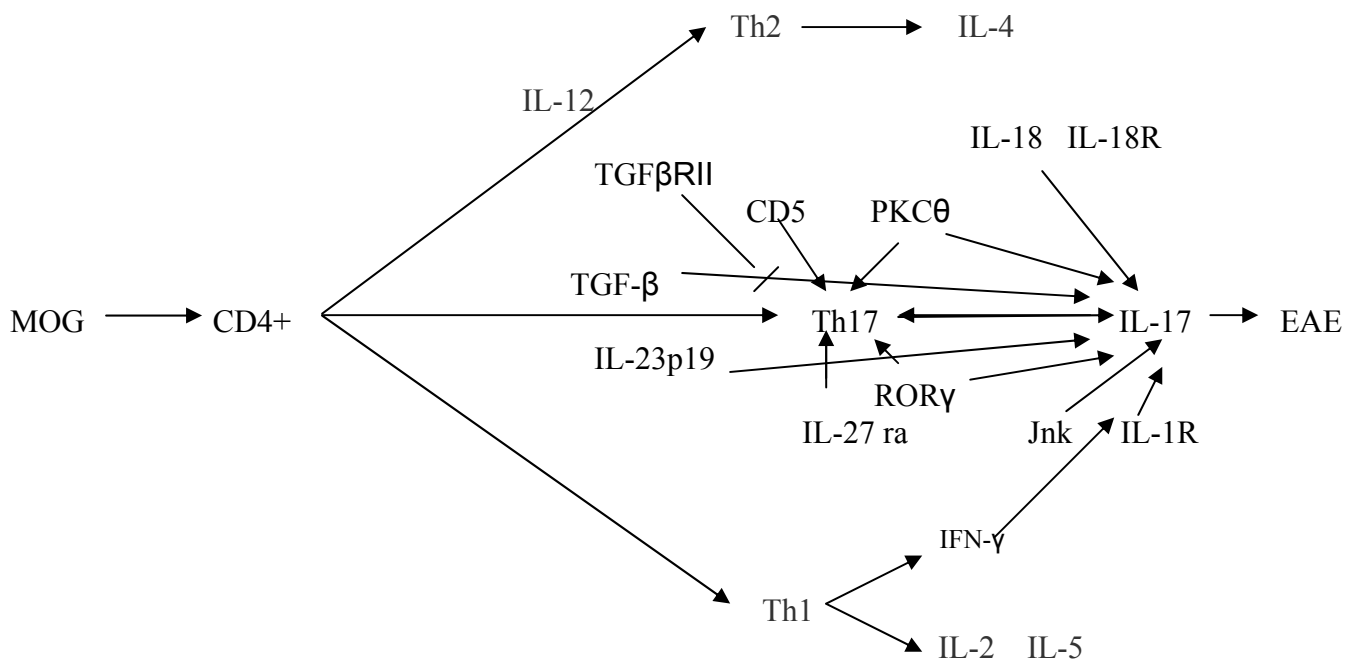 Th2 IL-4
IL-12
IL-18 IL-18R
TGFβRII
CD5 PKCθ
TGF-β
MOG CD4+ Th17 IL-17 EAE
IL-23p19
RORγ
IL-27 ra Jnk IL-1R
IFN-γ
Th1
IL-2 IL-5